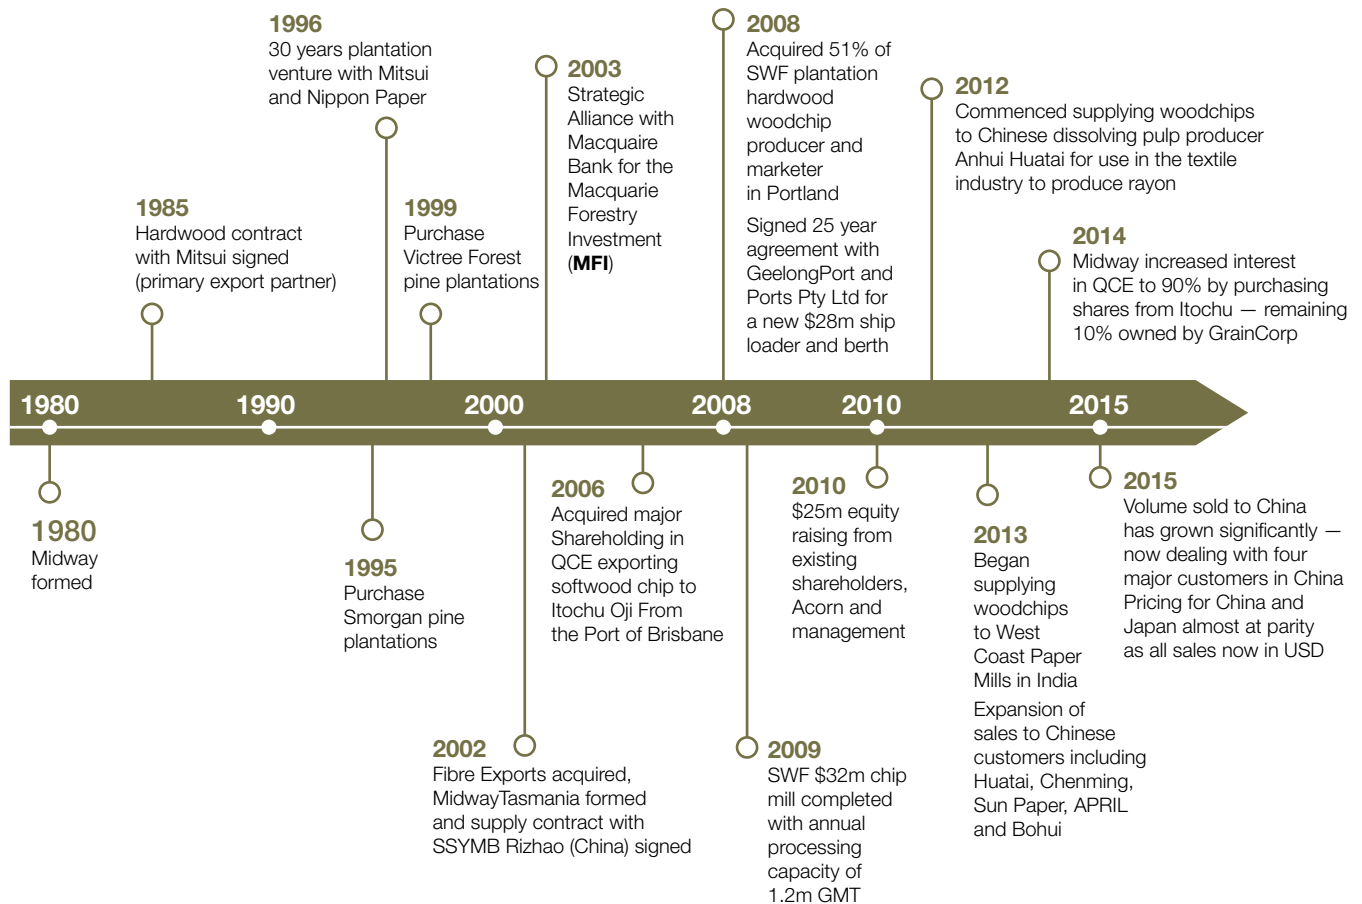 1996
30 years plantation
venture with Mitsui
and Nippon Paper
1985
Hardwood contract
with Mitsui signed
(primary export partner)
1999
Purchase
Victree Forest
pine plantations
2003
Strategic
Alliance with
Macquaire
Bank for the
Macquarie
Forestry
Investment
(MFI)
2008
Acquired 51% of
SWF plantation
hardwood
woodchip
producer and
marketer
in Portland
Signed 25 year
agreement with
GeelongPort and
Ports Pty Ltd for
a new $28m ship
loader and berth
2012
Commenced supplying woodchips
to Chinese dissolving pulp producer
Anhui Huatai for use in the textile
industry to produce rayon
2014
Midway increased interest
in QCE to 90% by purchasing
shares from Itochu — remaining
10% owned by GrainCorp
1980 1990 2000 2008 2010 2015
1980
Midway
formed
1995
Purchase
Smorgan pine
plantations
2002
Fibre Exports acquired,
MidwayTasmania formed
and supply contract with
SSYMB Rizhao (China) signed
2006
Acquired major
Shareholding in
QCE exporting
softwood chip to
Itochu Oji From
the Port of Brisbane
2009
SWF $32m chip
mill completed
with annual
processing
capacity of
1.2m GMT
2010
$25m equity
raising from
existing
shareholders,
Acorn and
management
2013
Began
supplying
woodchips
to West
Coast Paper
Mills in India
Expansion of
sales to Chinese
customers including
Huatai, Chenming,
Sun Paper, APRIL
and Bohui
2015
Volume sold to China
has grown significantly —
now dealing with four
major customers in China
Pricing for China and
Japan almost at parity
as all sales now in USD